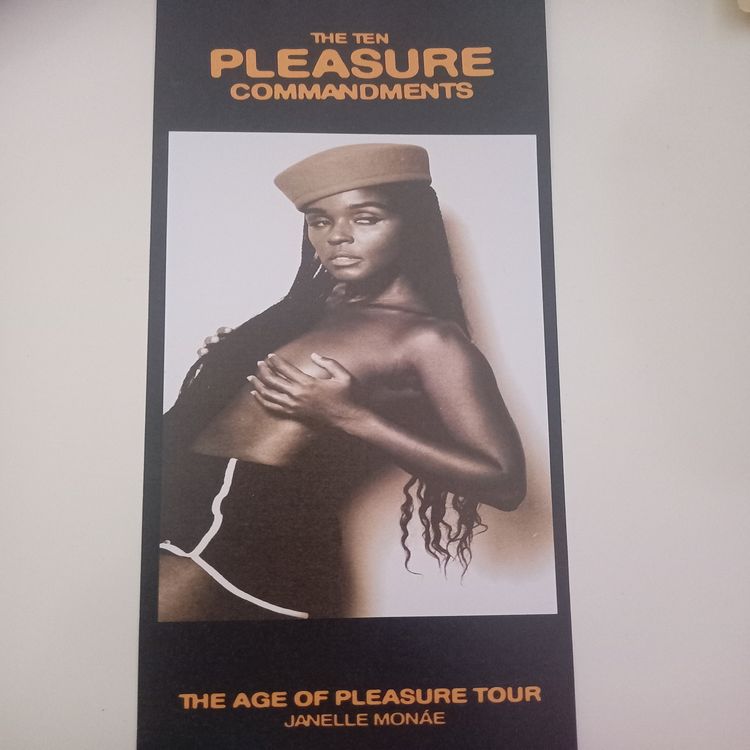 THE TEN
PLEASURE
COMMANDMENTS
THE AGE OF PLEASURE TOUR
JANELLE MONÁE